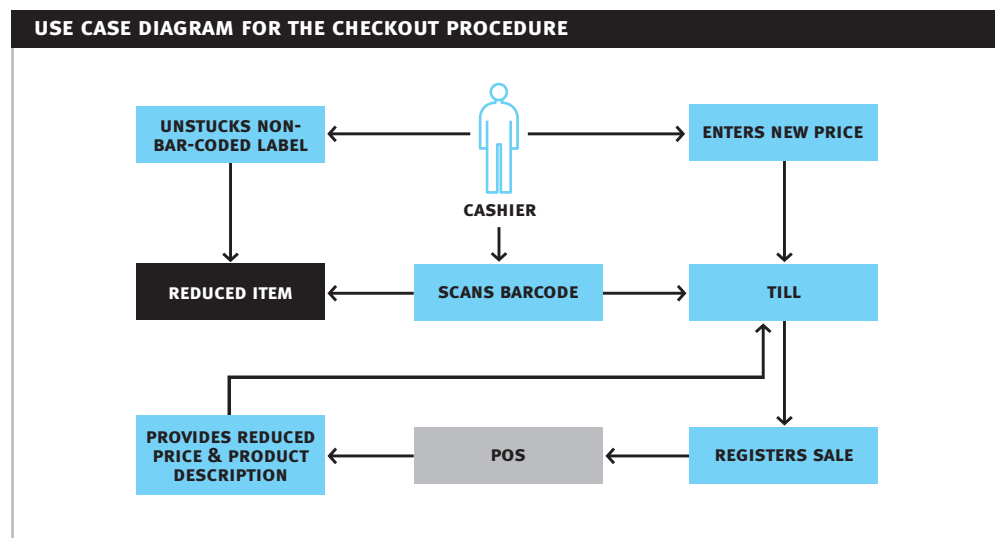 USE CASE DIAGRAM FOR THE CHECKOUT PROCEDURE
UNSTUCKS NON-
BAR-CODED LABEL
ENTERS NEW PRICE
CASHIER
REDUCED ITEM
SCANS BARCODE
TILL
PROVIDES REDUCED
PRICE & PRODUCT
DESCRIPTION
POS
REGISTERS SALE